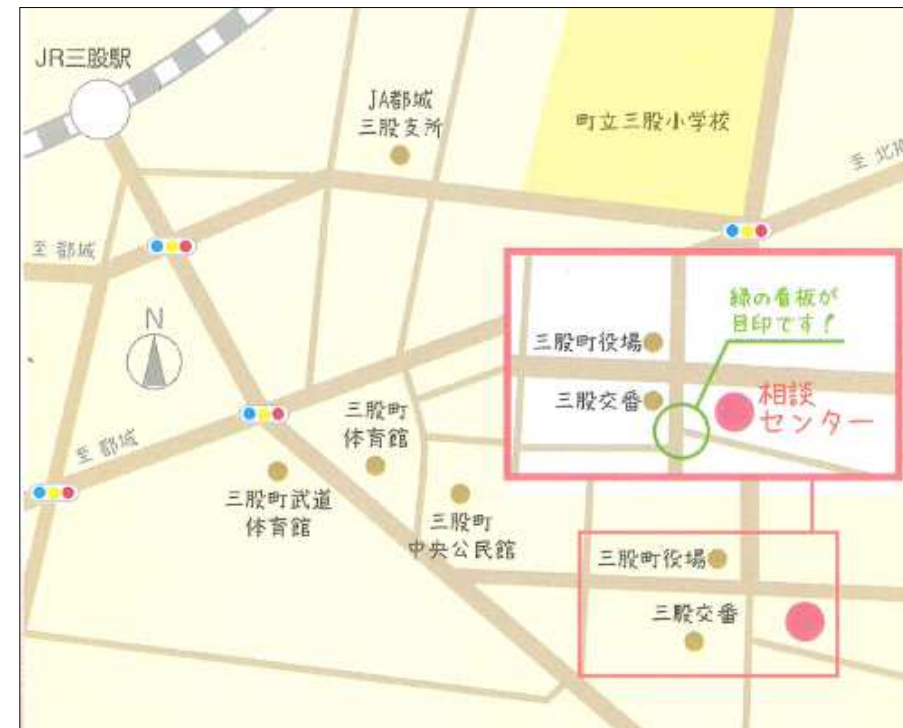 JR三股駅
JA都城
三股支所
町立三股小学校
至 都城
N
至 都城
三股町
体育館
三股町武道
体育館
三股町
中央公民館
三股町役場
三股交番
緑の看板が
目印です!
相談
センター
三股町役場
三股交番